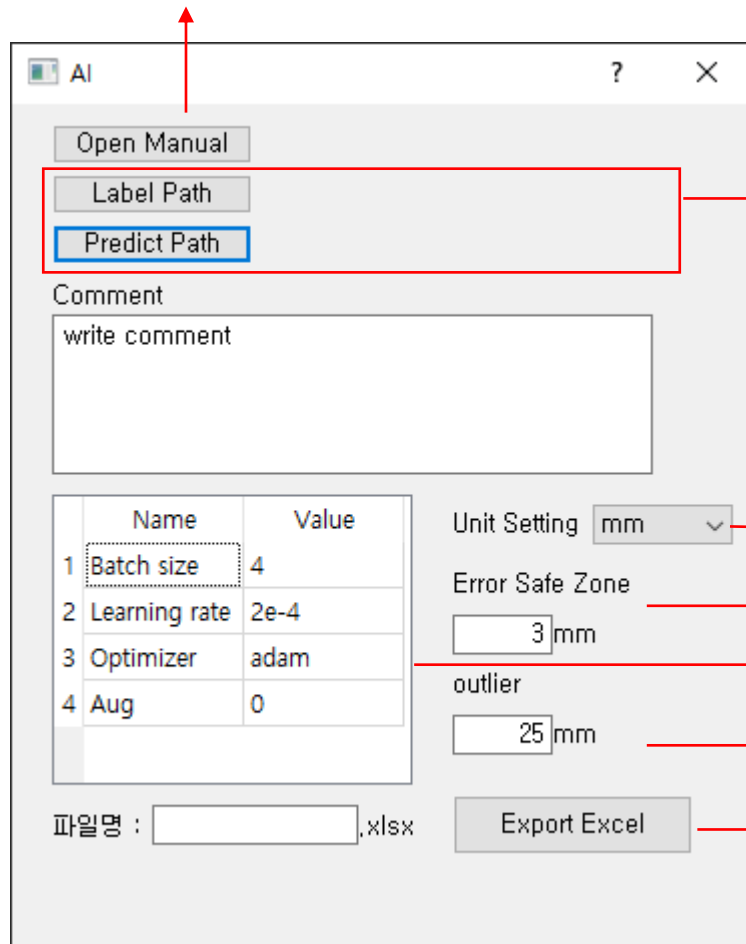 AI ?
Open Manual
Label Path
Predict Path
Comment
write comment
Name Value
1 Batch size 4
2 Learning rate 2e-4
3 Optimizer adam
4 Aug 0
Unit Setting mm
Error Safe Zone
3 mm
outlier
25 mm
파일명 : .xlsx
Export Excel